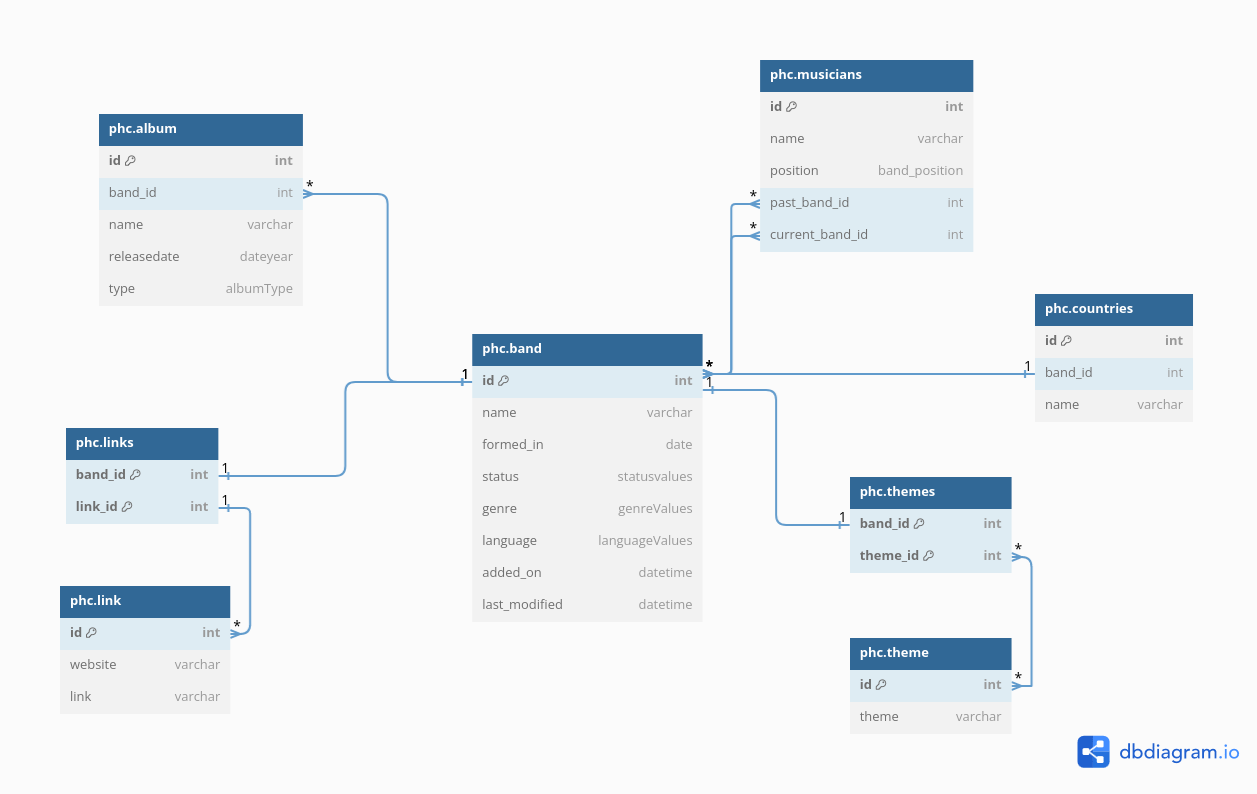 phc.album
id int
band_id int
name varchar
releasedate dateyear
type albumType
*
phc.musicians
id int
name varchar
position band_position
past_band_id int
current_band_id int
*
*
phc.band
id int
name varchar
formed_in date
status statusvalues
genre genreValues
language languageValues
added_on datetime
last_modified datetime
1
*
1
phc.countries
id int
band_id int
name varchar
1
phc.links
band_id int
link_id int
1
1
phc.link
id int
website varchar
link varchar
*
phc.themes
band_id int
theme_id int
1
*
phc.theme
id int
theme varchar
*
dbdiagram.io